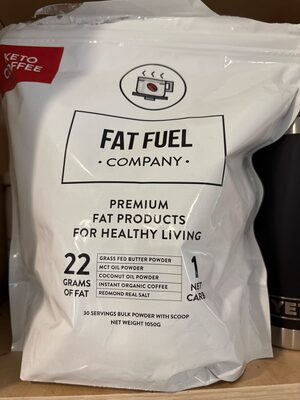 KETO
COFFEE
FAT FUEL
• COMPANY •
PREMIUM
FAT PRODUCTS
FOR HEALTHY LIVING
22
GRAMS
OF FAT
GRASS FED BUTTER POWDER
MCT OIL POWDER
COCONUT OIL POWDER
INSTANT ORGANIC COFFEE
REDMOND REAL SALT
1
NET
CARB
30 SERVINGS BULK POWDER WITH SCOOP
NET WEIGHT 1050G
YE